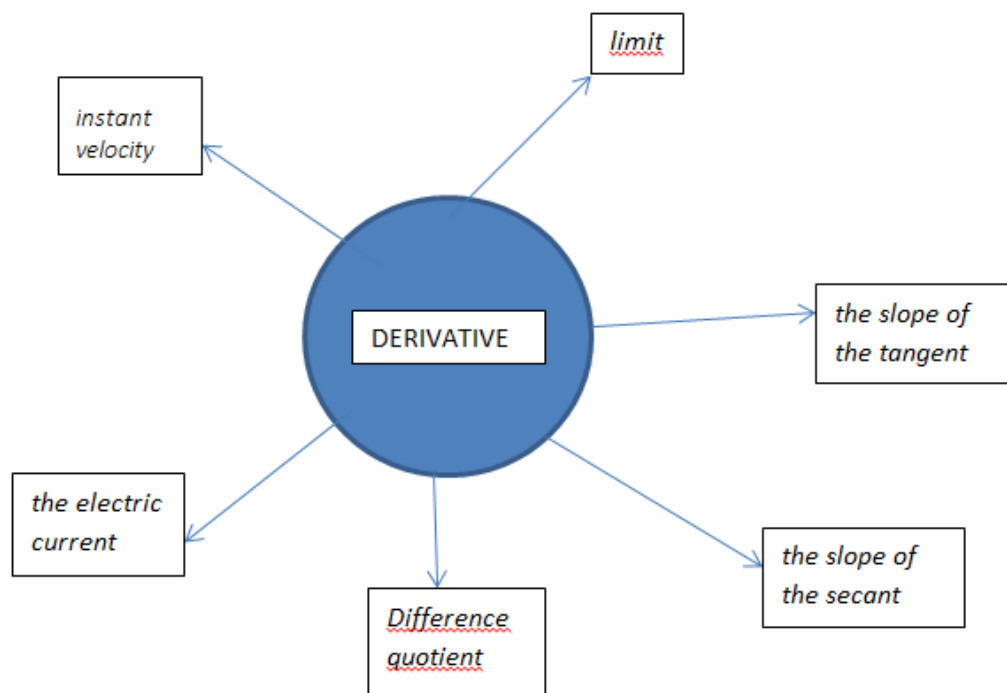 limit
instant
velocity
the slope of
the tangent
DERIVATIVE
the electric
current
the slope of
the secant
Difference
quotient